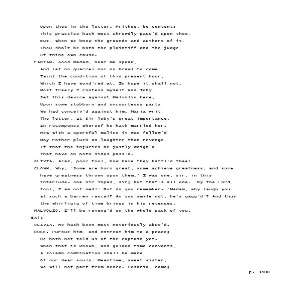 Upon thee in the letter. Prithee, be content;
This practice hath most shrewdly pass'd upon thee.
But, when we know the grounds and authors of it,
Thou shalt be both the plaintiff and the judge
Of thine own cause.
FABIAN. Good madam, hear me speak,
And let no quarrel nor no brawl to come
Taint the condition of this present hour,
Which I have wond'red at. In hope it shall not,
Most freely I confess myself and Toby
Set this device against Malvolio here,
Upon some stubborn and uncourteous parts
We had conceiv'd against him. Maria writ
The letter, at Sir Toby's great importance,
In recompense whereof he hath married her.
How with a sportful malice it was follow'd
May rather pluck on laughter than revenge,
If that the injuries be justly weigh'd
That have on both sides pass'd.
OLIVIA. Alas, poor fool, how have they baffl'd thee!
CLOWN. Why, 'Some are born great, some achieve greatness, and some
have greatness thrown upon them.' I was one, sir, in this
interlude- one Sir Topas, sir; but that's all one. 'By the Lord,
fool, I am not mad!' But do you remember- 'Madam, why laugh you
at such a barren rascal? An you smile not, he's gagg'd'? And thus
the whirligig of time brings in his revenges.
MALVOLIO. I'll be reveng'd on the whole pack of you.
Exit
OLIVIA. He hath been most notoriously abus'd.
DUKE. Pursue him, and entreat him to a peace;
He hath not told us of the captain yet.
When that is known, and golden time convents,
A solemn combination shall be made
Of our dear souls. Meantime, sweet sister,
We will not part from hence. Cesario, come;